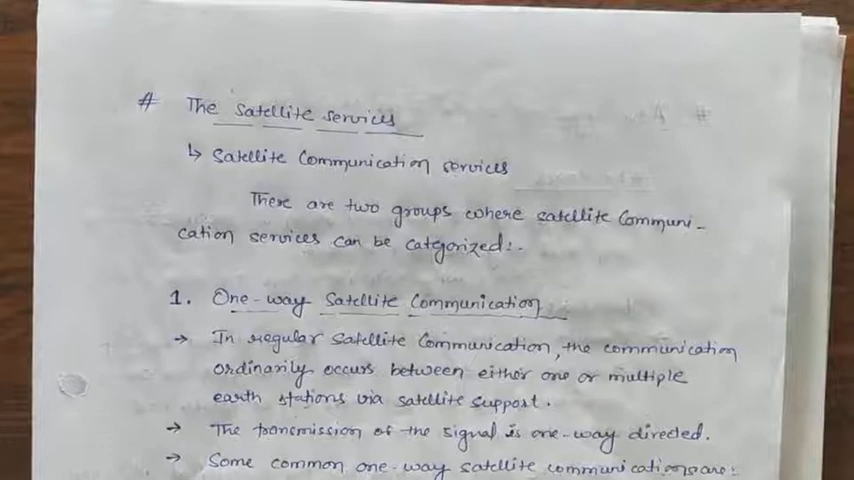 # The Satellite services
↳ Satellite Communication services
There are two groups where satellite Communi-
cation services can be categorized:-
1. One-way Satellite Communication
→ In regular Satellite Communication, the communication
ordinarily occurs between either one or multiple
earth stations via satellite support.
→ The transmission of the signal is one-way directed.
→ Some common one-way satellite communications are: